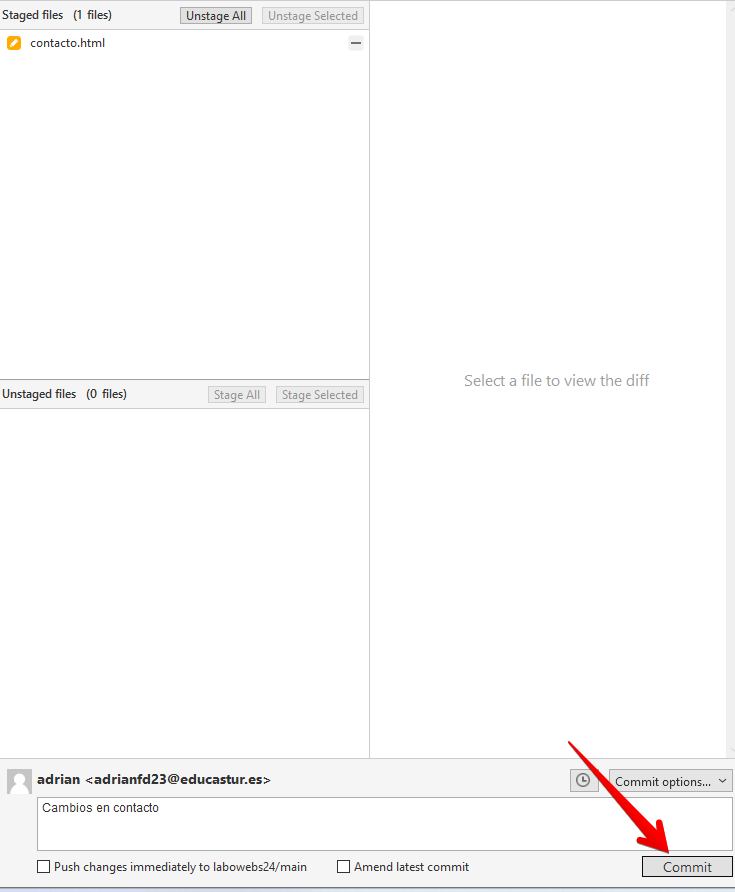 Staged files (1 files) Unstage All Unstage Selected
contacto.html
Select a file to view the diff
Unstaged files (0 files) Stage All Stage Selected
adrian <adrianfd23@educastur.es> Commit options...
Cambios en contacto
Push changes immediately to labowebs24/main Amend latest commit Commit